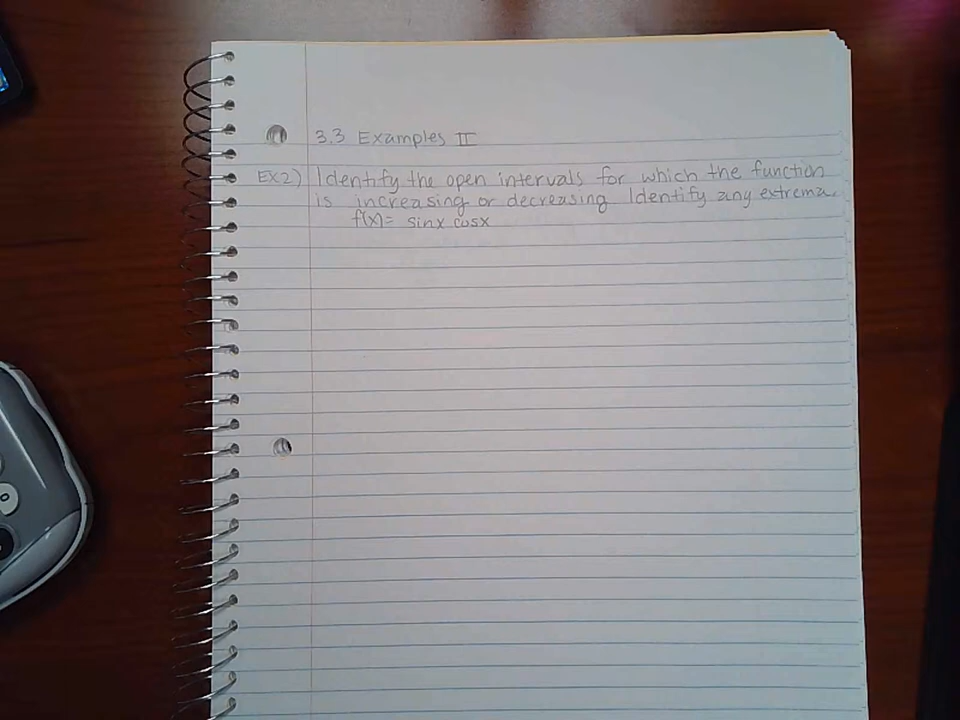 3.3 Examples II
EX2) Identify the open intervals for which the function
is increasing or decreasing Identify any extrema.
f(x)= sinx cosx
0